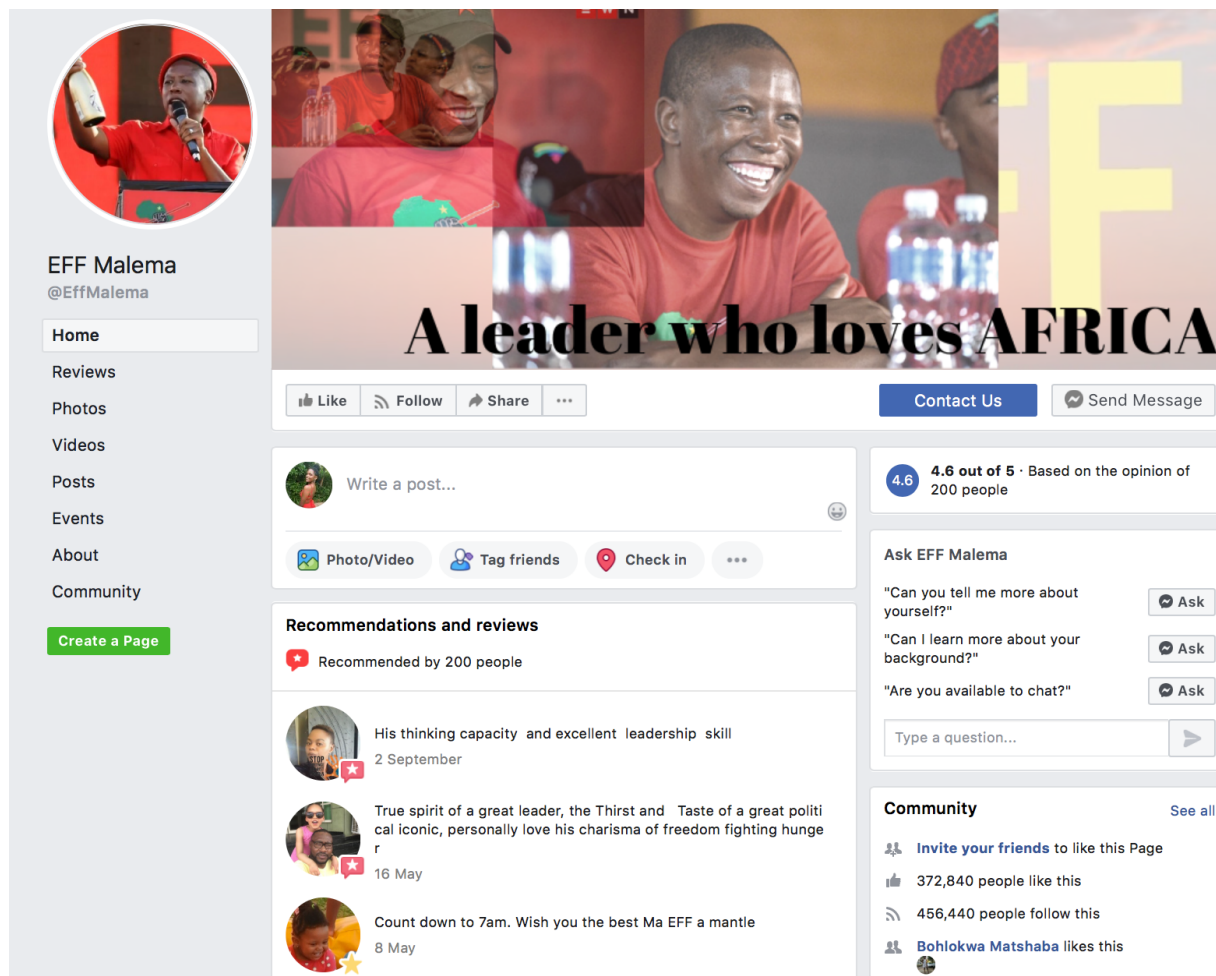 EWN
EFF
A leader who loves AFRICA
EFF Malema
@EffMalema
Home
Reviews
Photos
Videos
Posts
Events
About
Community
Create a Page
Like
Follow
Share
Contact Us
Send Message
Write a post...
Photo/Video
Tag friends
Check in
Recommendations and reviews
Recommended by 200 people
His thinking capacity  and excellent  leadership  skill
2 September
True spirit of a great leader, the Thirst and   Taste of a great politi
cal iconic, personally love his charisma of freedom fighting hunge
r
16 May
Count down to 7am. Wish you the best Ma EFF a mantle
8 May
4.6
4.6 out of 5 · Based on the opinion of
200 people
Ask EFF Malema
"Can you tell me more about
yourself?"
Ask
"Can I learn more about your
background?"
Ask
"Are you available to chat?"
Ask
Type a question...
Community
See all
Invite your friends to like this Page
372,840 people like this
456,440 people follow this
Bohlokwa Matshaba likes this